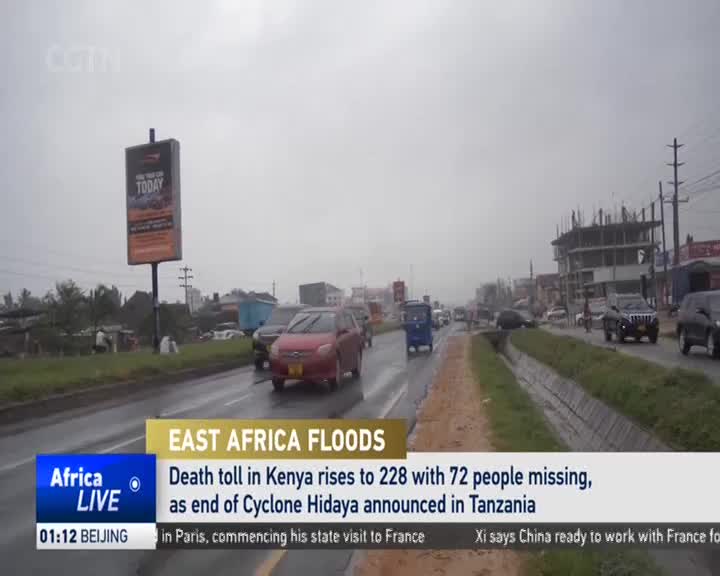 CGTN
TODAY
EAST AFRICA FLOODS
Death toll in Kenya rises to 228 with 72 people missing,
as end of Cyclone Hidaya announced in Tanzania
Africa
LIVE
01:12 BEIJING
in Paris, commencing his state visit to France Xi says China ready to work with France fo